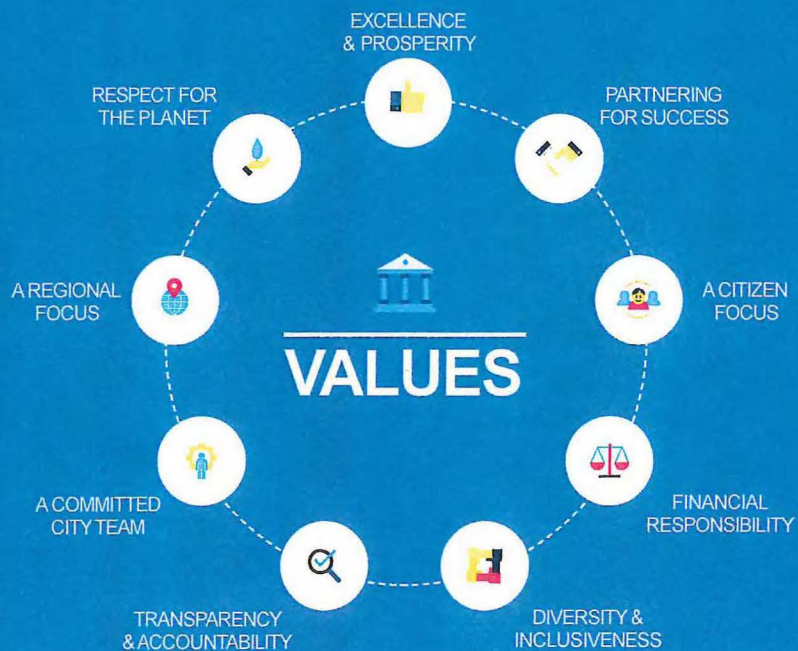 EXCELLENCE
& PROSPERITY
PARTNERING
FOR SUCCESS
A CITIZEN
FOCUS
FINANCIAL
RESPONSIBILITY
DIVERSITY &
INCLUSIVENESS
TRANSPARENCY
& ACCOUNTABILITY
A COMMITTED
CITY TEAM
A REGIONAL
FOCUS
RESPECT FOR
THE PLANET
VALUES